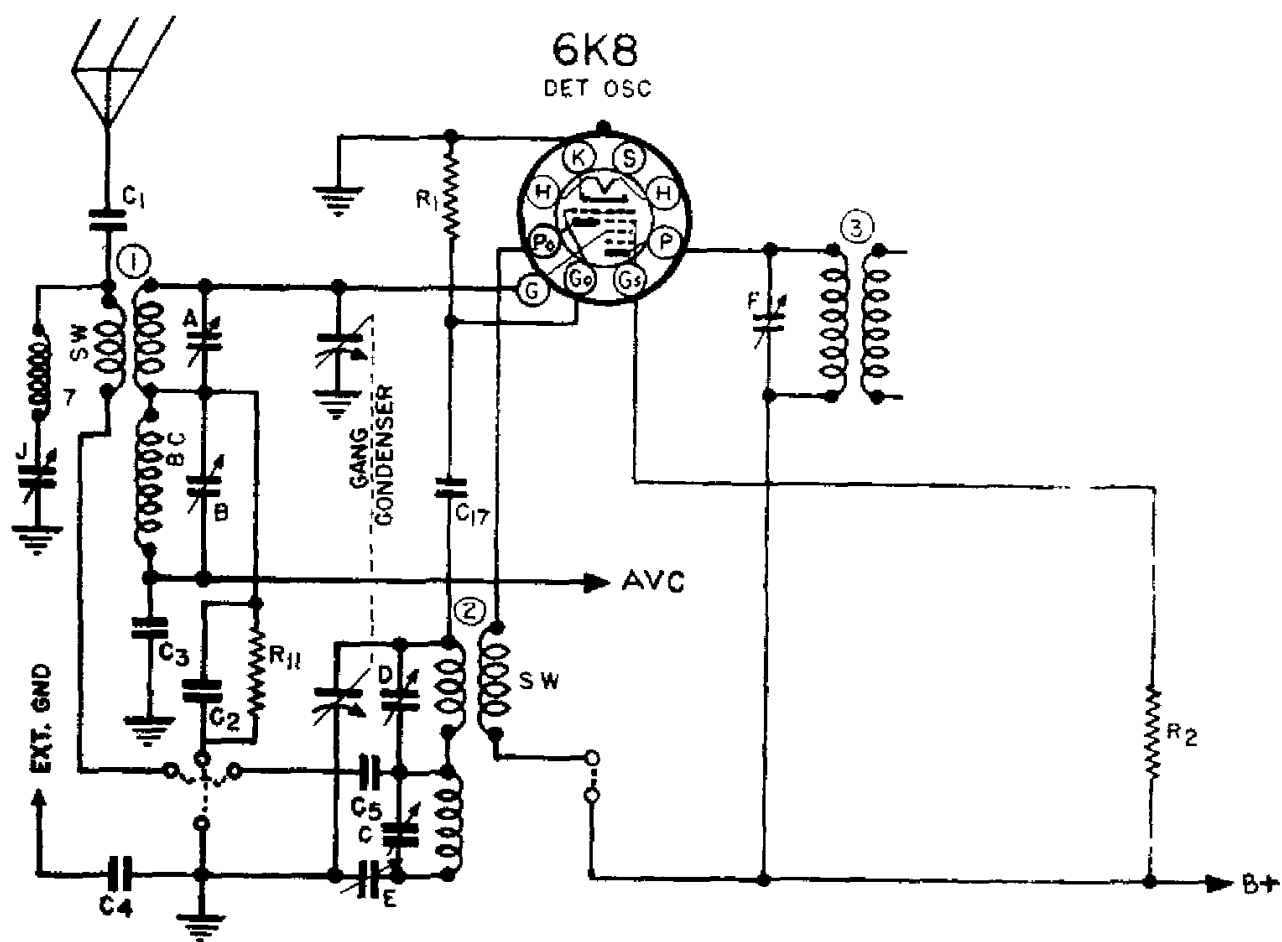 6K8
DET OSC
C1
K
S
R1
H
H
1
Po
P
3
G
Go
Gs
A
F
SW
7
BC
J
B
GANG
CONDENSER
C17
AVC
2
C3
R11
SW
D
C2
EXT. GND
R2
C5
C
E
C4
B+